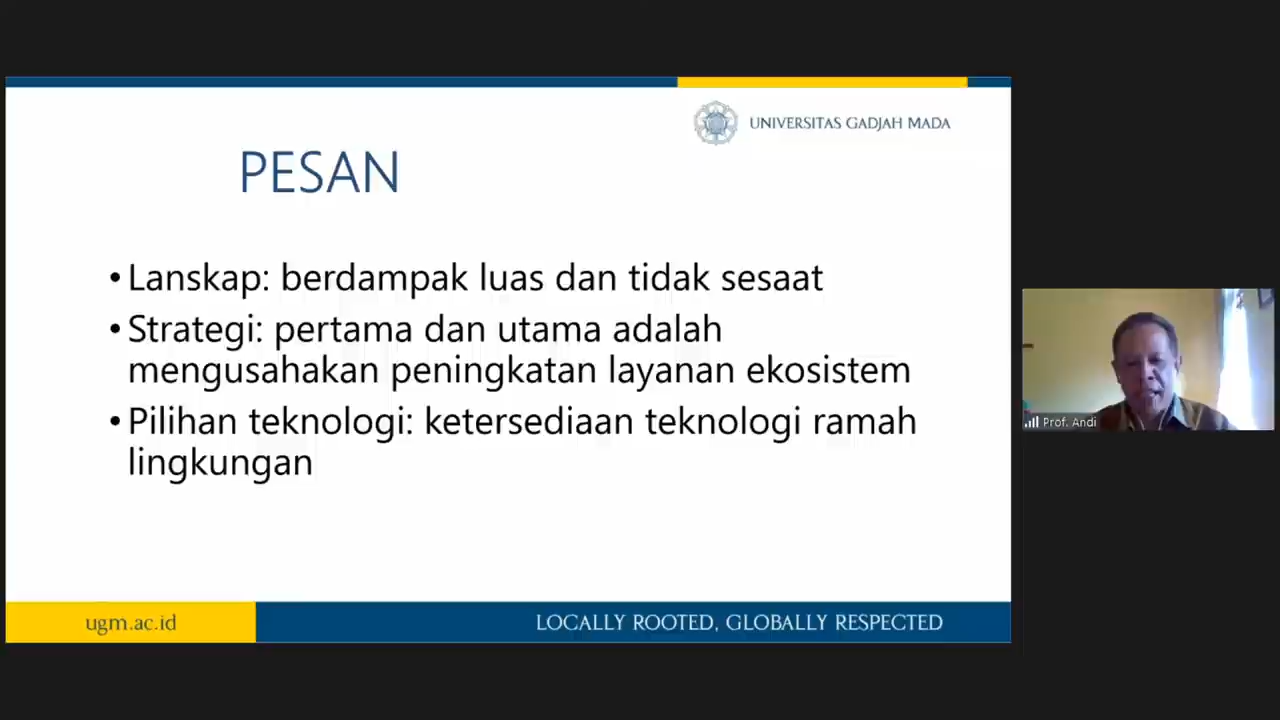 UNIVERSITAS GADJAH MADA
PESAN
•Lanskap: berdampak luas dan tidak sesaat
•Strategi: pertama dan utama adalah
mengusahakan peningkatan layanan ekosistem
•Pilihan teknologi: ketersediaan teknologi ramah
lingkungan
Prof. Andi
ugm.ac.id
LOCALLY ROOTED, GLOBALLY RESPECTED